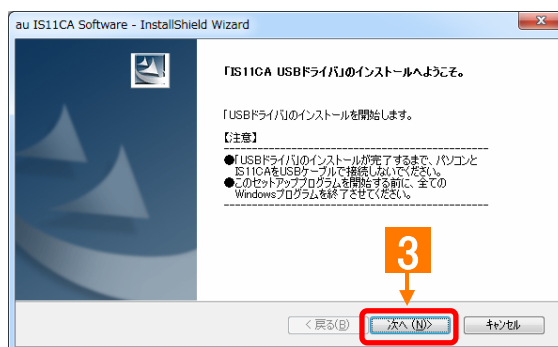 au IS11CA Software - InstallShield Wizard
「IS11CA USBドライバ」のインストールへようこそ。
「USBドライバ」のインストールを開始します。
【注意】
-------------------------------------------------------
●「USBドライバ」のインストールが完了するまで、パソコンと
IS11CAをUSBケーブルで接続しないでください。
●このセットアッププログラムを開始する前に、全ての
Windowsプログラムを終了させてください。
-------------------------------------------------------
3
< 戻る(B)
次へ (N)>
キャンセル